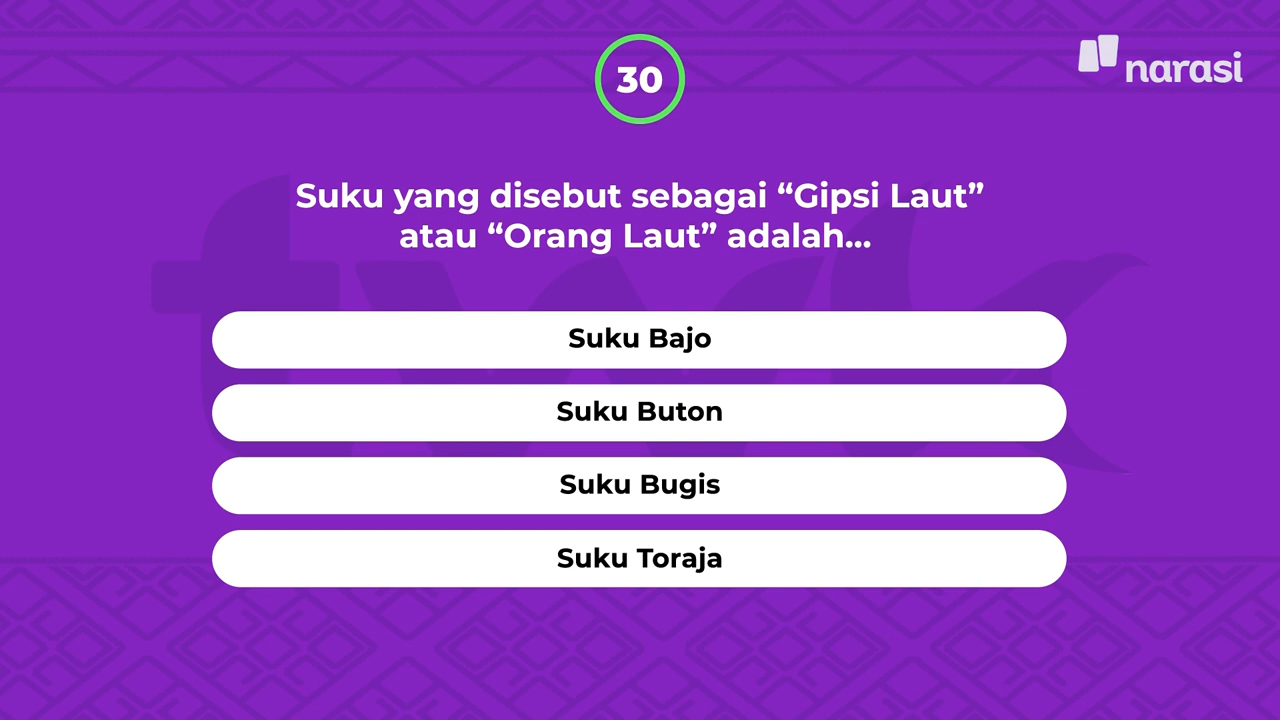 30
narasi
Suku yang disebut sebagai “Gipsi Laut”
atau “Orang Laut” adalah...
Suku Bajo
Suku Buton
Suku Bugis
Suku Toraja
twk